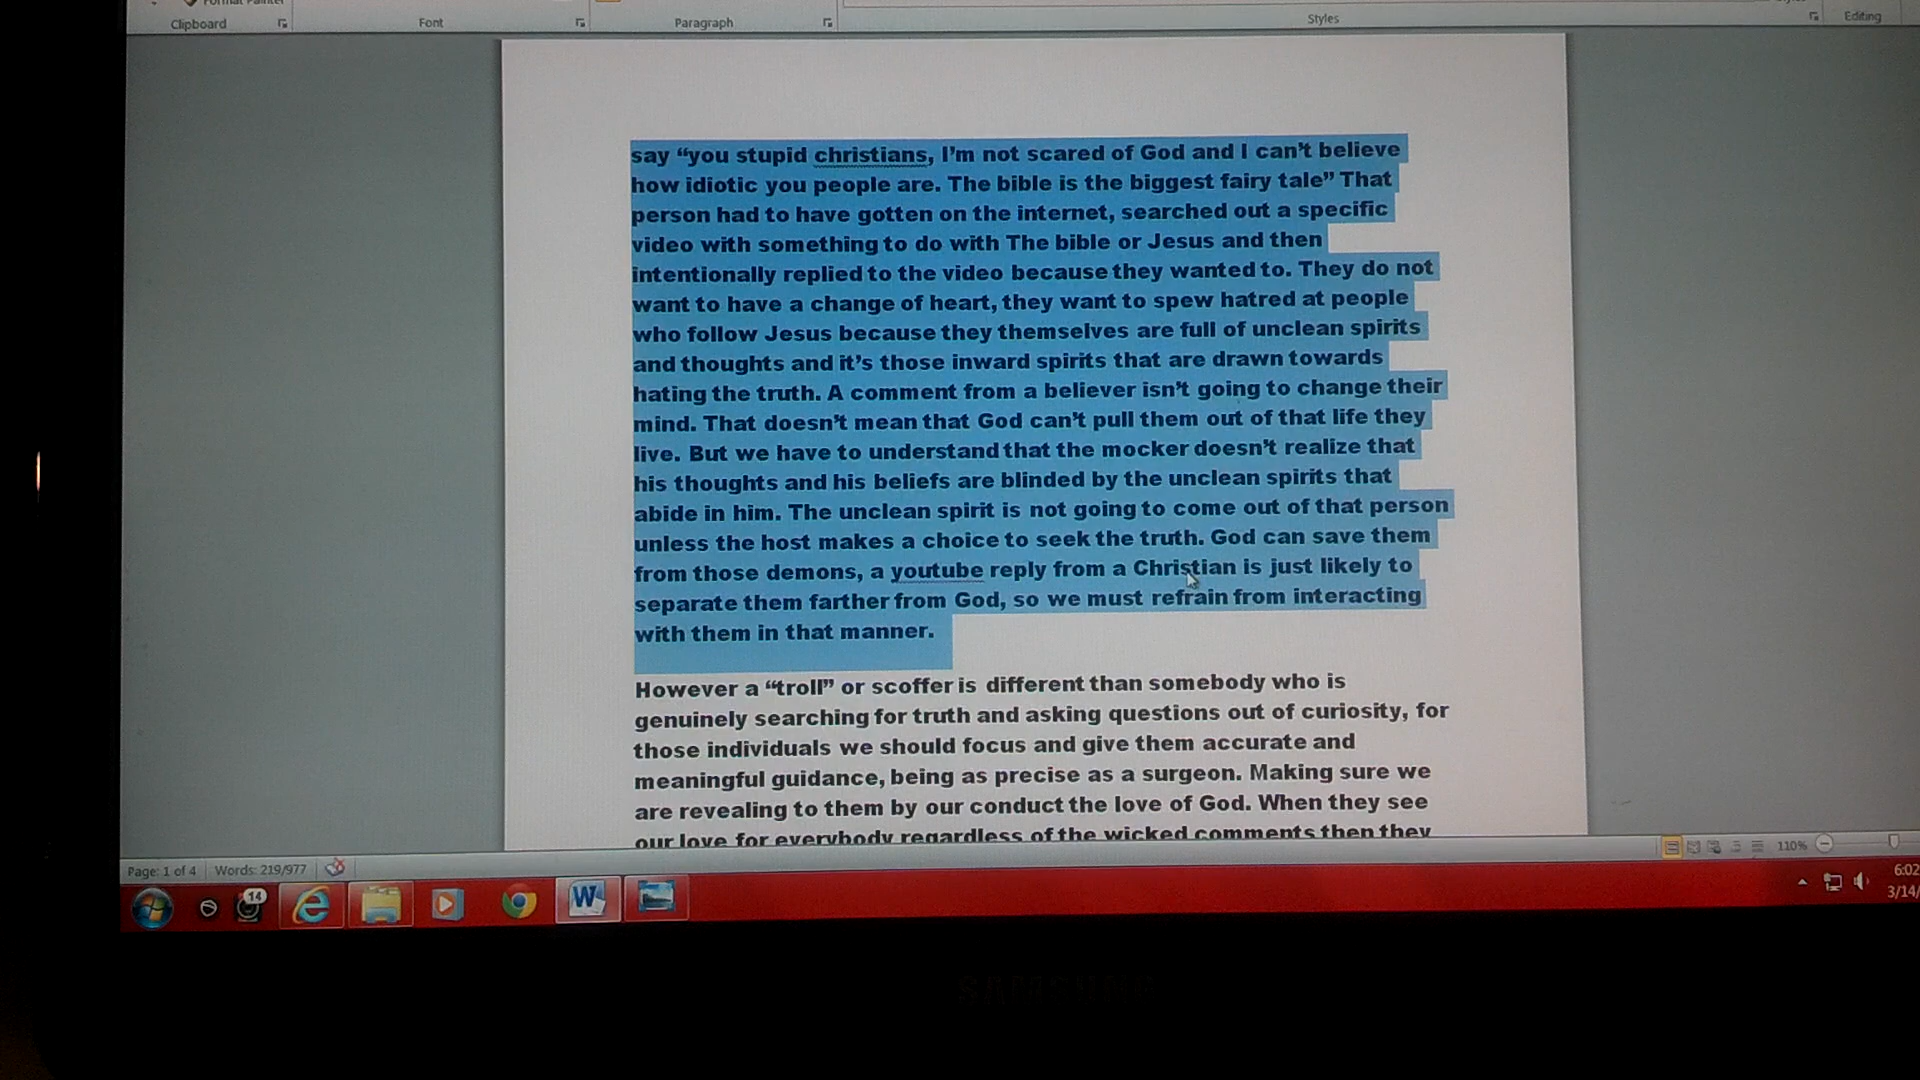 Clipboard Font Paragraph Styles Editing
say “you stupid christians, I’m not scared of God and I can’t believe
how idiotic you people are. The bible is the biggest fairy tale” That
person had to have gotten on the internet, searched out a specific
video with something to do with The bible or Jesus and then
intentionally replied to the video because they wanted to. They do not
want to have a change of heart, they want to spew hatred at people
who follow Jesus because they themselves are full of unclean spirits
and thoughts and it’s those inward spirits that are drawn towards
hating the truth. A comment from a believer isn’t going to change their
mind. That doesn’t mean that God can’t pull them out of that life they
live. But we have to understand that the mocker doesn’t realize that
his thoughts and his beliefs are blinded by the unclean spirits that
abide in him. The unclean spirit is not going to come out of that person
unless the host makes a choice to seek the truth. God can save them
from those demons, a youtube reply from a Christian is just likely to
separate them farther from God, so we must refrain from interacting
with them in that manner.
However a “troll” or scoffer is different than somebody who is
genuinely searching for truth and asking questions out of curiosity, for
those individuals we should focus and give them accurate and
meaningful guidance, being as precise as a surgeon. Making sure we
are revealing to them by our conduct the love of God. When they see
our love for everybody regardless of the wicked comments then they
Page: 1 of 4 Words: 219/977 110%
14
6:02
3/14/